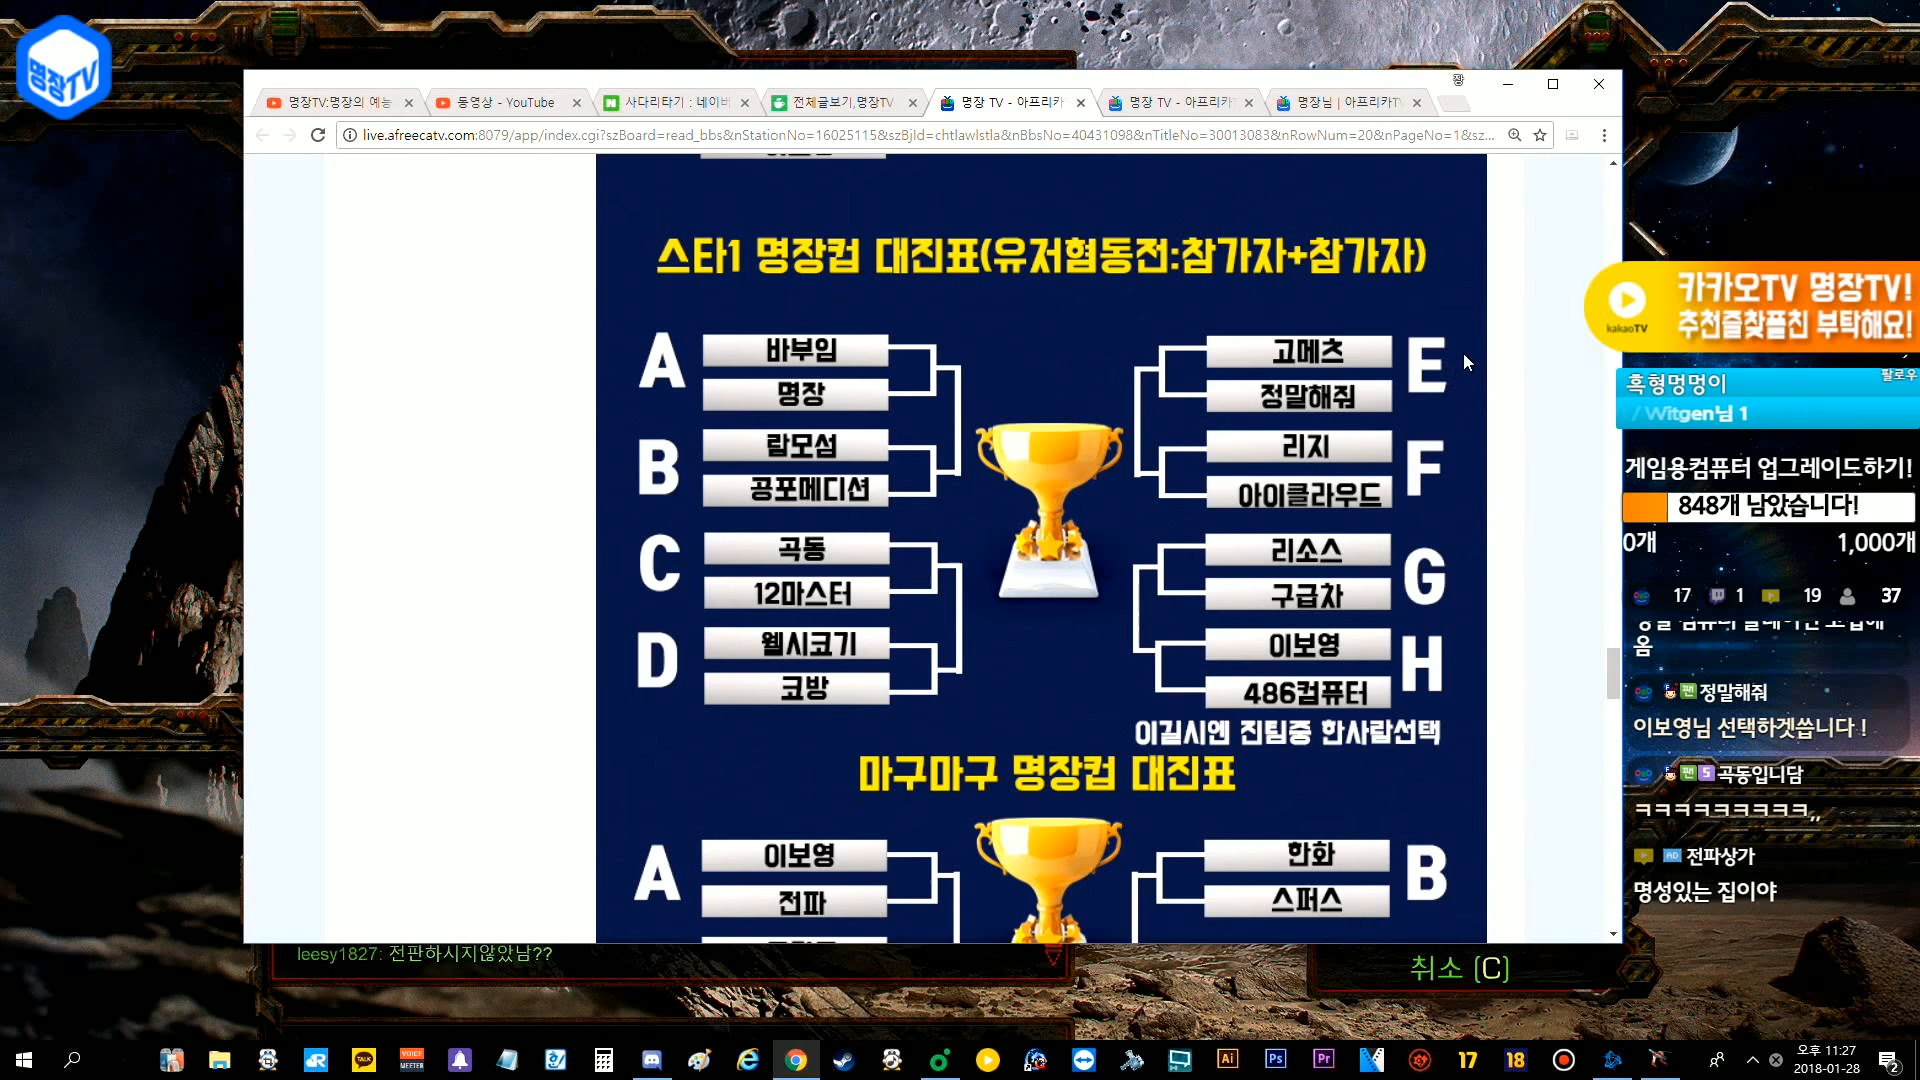 명장TV
명장TV:명장의 예능
동영상 - YouTube
사다리타기 : 네이버
전체글보기,명장TV
명장 TV - 아프리카
명장 TV - 아프리카
명장님 | 아프리카TV
live.afreecatv.com:8079/app/index.cgi?szBoard=read_bbs&nStationNo=16025115&szBjId=chtlawlstla&nBbsNo=40431098&nTitleNo=30013083&nRowNum=20&nPageNo=1&sz...
스타1 명장컵 대진표(유저협동전:참가자+참가자)
A
바부임
명장
B
람모섬
공포메디션
C
곡동
12마스터
D
웰시코기
코방
고메츠
정말해줘
E
리지
아이클라우드
F
리소스
구급차
G
이보영
486컴퓨터
H
이길시엔 진팀중 한사람선택
마구마구 명장컵 대진표
A
이보영
전파
한화
스퍼스
B
leesy1827: 전판하시지않았남??
취소 (C)
kakaoTV
카카오TV 명장TV!
추천즐찾플친 부탁해요!
흑형멍멍이
팔로우
/ Witgen님 1
게임용컴퓨터 업그레이드하기!
848개 남았습니다!
0개
1,000개
17
1
19
37
옴
팬 정말해줘
이보영님 선택하겟씁니다 !
팬 S 곡동입니담
ㅋㅋㅋㅋㅋㅋㅋㅋㅋ,,
AD 전파상가
명성있는 집이야
TALK
VOICE
MEETER
Ai
Ps
Pr
17
18
오후 11:27
2018-01-28
2